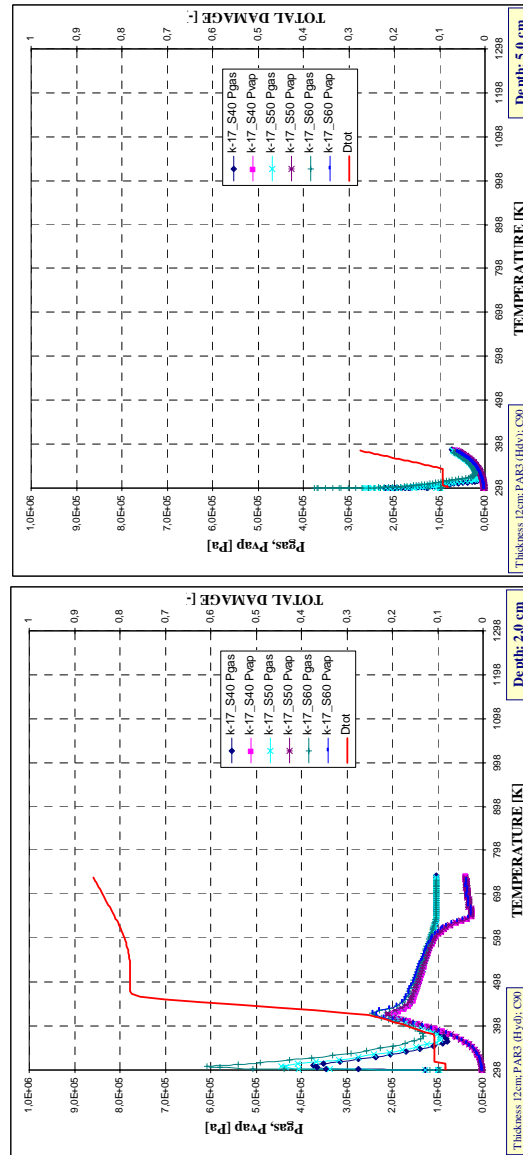 Pgas, Pvap [Pa]
1,0E+06
9,0E+05
8,0E+05
7,0E+05
6,0E+05
5,0E+05
4,0E+05
3,0E+05
2,0E+05
1,0E+05
0,0E+00
298
398
498
598
698
798
898
998
1098
1198
1298
TEMPERATURE [K]
1
0,9
0,8
0,7
0,6
0,5
0,4
0,3
0,2
0,1
0
TOTAL DAMAGE [-]
k-17_S40 Pgas
k-17_S40 Pvap
k-17_S50 Pgas
k-17_S50 Pvap
k-17_S60 Pgas
k-17_S60 Pvap
Dtot
Thickness 12cm; PAR3 (Hyd); C90
Depth: 2,0 cm
Pgas, Pvap [Pa]
1,0E+06
9,0E+05
8,0E+05
7,0E+05
6,0E+05
5,0E+05
4,0E+05
3,0E+05
2,0E+05
1,0E+05
0,0E+00
298
398
498
598
698
798
898
998
1098
1198
1298
TEMPERATURE [K]
1
0,9
0,8
0,7
0,6
0,5
0,4
0,3
0,2
0,1
0
TOTAL DAMAGE [-]
k-17_S40 Pgas
k-17_S40 Pvap
k-17_S50 Pgas
k-17_S50 Pvap
k-17_S60 Pgas
k-17_S60 Pvap
Dtot
Thickness 12cm; PAR3 (Hdv); C90
Depth: 5,0 cm